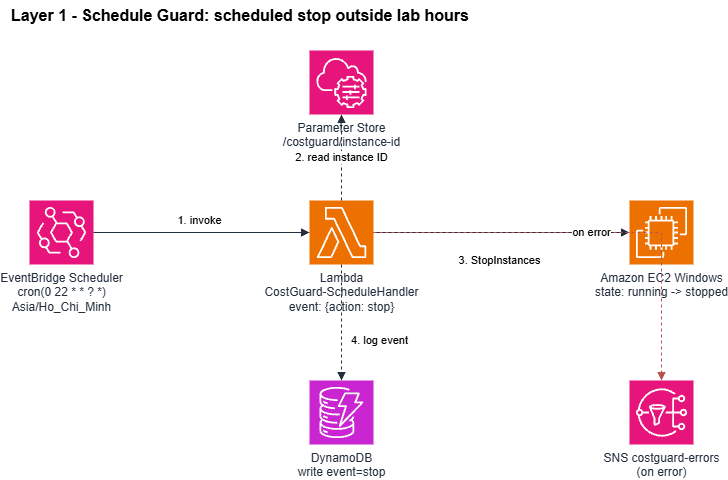 Layer 1 - Schedule Guard: scheduled stop outside lab hours
Parameter Store
/costguard/instance-id
2. read instance ID
1. invoke
on error
3. StopInstances
EventBridge Scheduler
cron(0 22 * * ? *)
Asia/Ho_Chi_Minh
Lambda
CostGuard-ScheduleHandler
event: {action: stop}
Amazon EC2 Windows
state: running -> stopped
4. log event
DynamoDB
write event=stop
SNS costguard-errors
(on error)